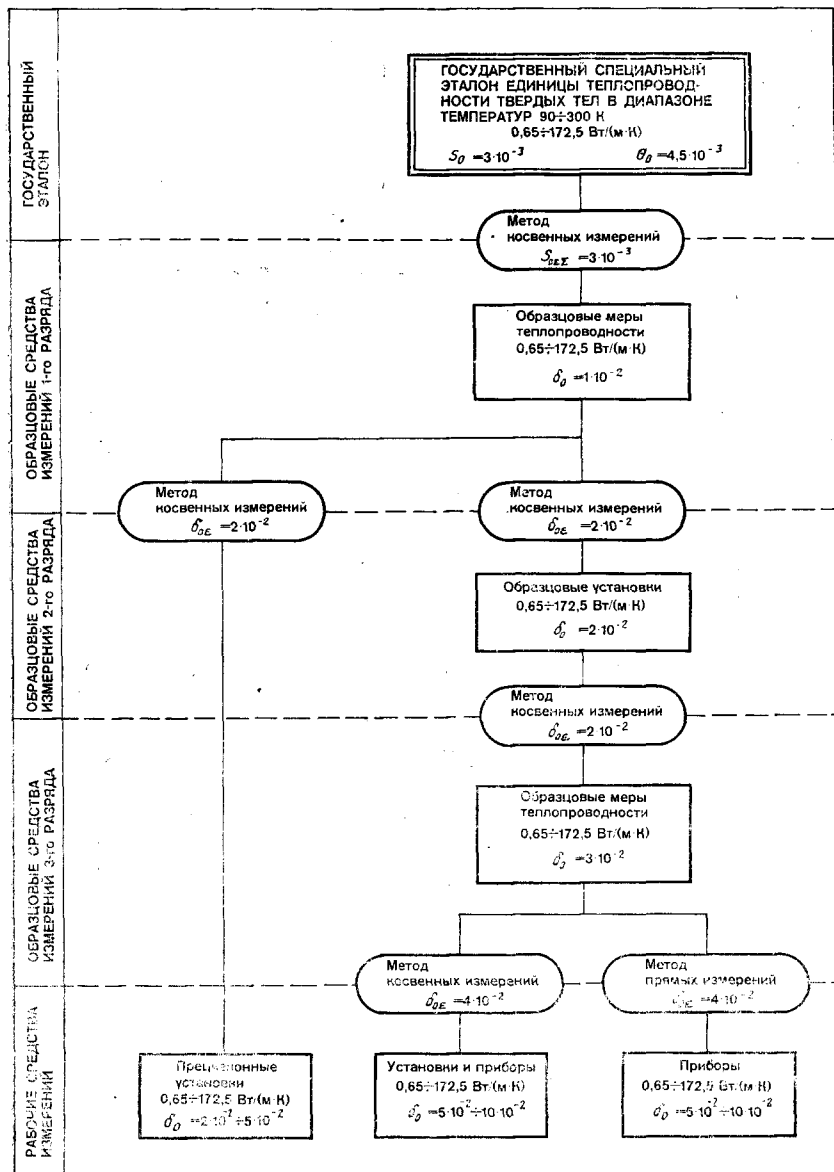 ГОСУДАРСТВЕННЫЙ
ЭТАЛОН
ГОСУДАРСТВЕННЫЙ СПЕЦИАЛЬНЫЙ
ЭТАЛОН ЕДИНИЦЫ ТЕПЛОПРОВОД-
НОСТИ ТВЕРДЫХ ТЕЛ В ДИАПАЗОНЕ
ТЕМПЕРАТУР 90÷300 К
0,65÷172,5 Вт/(м·К)
S₀ =3·10⁻³ θ₀ =4,5·10⁻³
Метод
косвенных измерений
S₀εΣ =3·10⁻³
ОБРАЗЦОВЫЕ СРЕДСТВА
ИЗМЕРЕНИЙ 1-го РАЗРЯДА
Образцовые меры
теплопроводности
0,65÷172,5 Вт/(м·К)
δ₀ =1·10⁻²
Метод
косвенных измерений
δ₀ε =2·10⁻²
Метод
косвенных измерений
δ₀ε =2·10⁻²
ОБРАЗЦОВЫЕ СРЕДСТВА
ИЗМЕРЕНИЙ 2-го РАЗРЯДА
Образцовые установки
0,65÷172,5 Вт/(м·К)
δ₀ =2·10⁻²
Метод
косвенных измерений
δ₀ε =2·10⁻²
ОБРАЗЦОВЫЕ СРЕДСТВА
ИЗМЕРЕНИЙ 3-го РАЗРЯДА
Образцовые меры
теплопроводности
0,65÷172,5 Вт/(м·К)
δ₀ =3·10⁻²
Метод
косвенных измерений
δ₀ε =4·10⁻²
Метод
прямых измерений
δ₀ε =4·10⁻²
РАБОЧИЕ СРЕДСТВА
ИЗМЕРЕНИЙ
Прецизионные
установки
0,65÷172,5 Вт/(м·К)
δ₀ =2·10⁻²÷5·10⁻²
Установки и приборы
0,65÷172,5 Вт/(м·К)
δ₀ =5·10⁻²÷10·10⁻²
Приборы
0,65÷172,5 Вт/(м·К)
δ₀ =5·10⁻²÷10·10⁻²